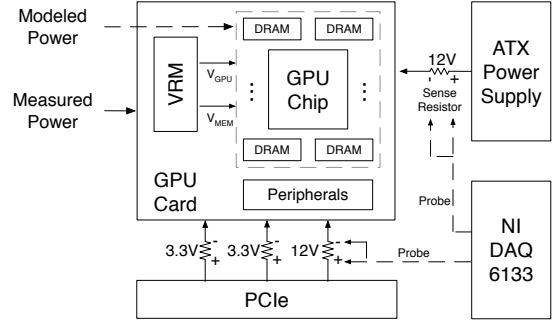 Modeled
Power
Measured
Power
DRAM
DRAM
VRM
V_GPU
V_MEM
GPU
Chip
...
...
DRAM
DRAM
GPU
Card
Peripherals
12V
- +
Sense
Resistor
ATX
Power
Supply
Probe
NI
DAQ
6133
Probe
3.3V
-
+
3.3V
-
+
12V
-
+
PCIe